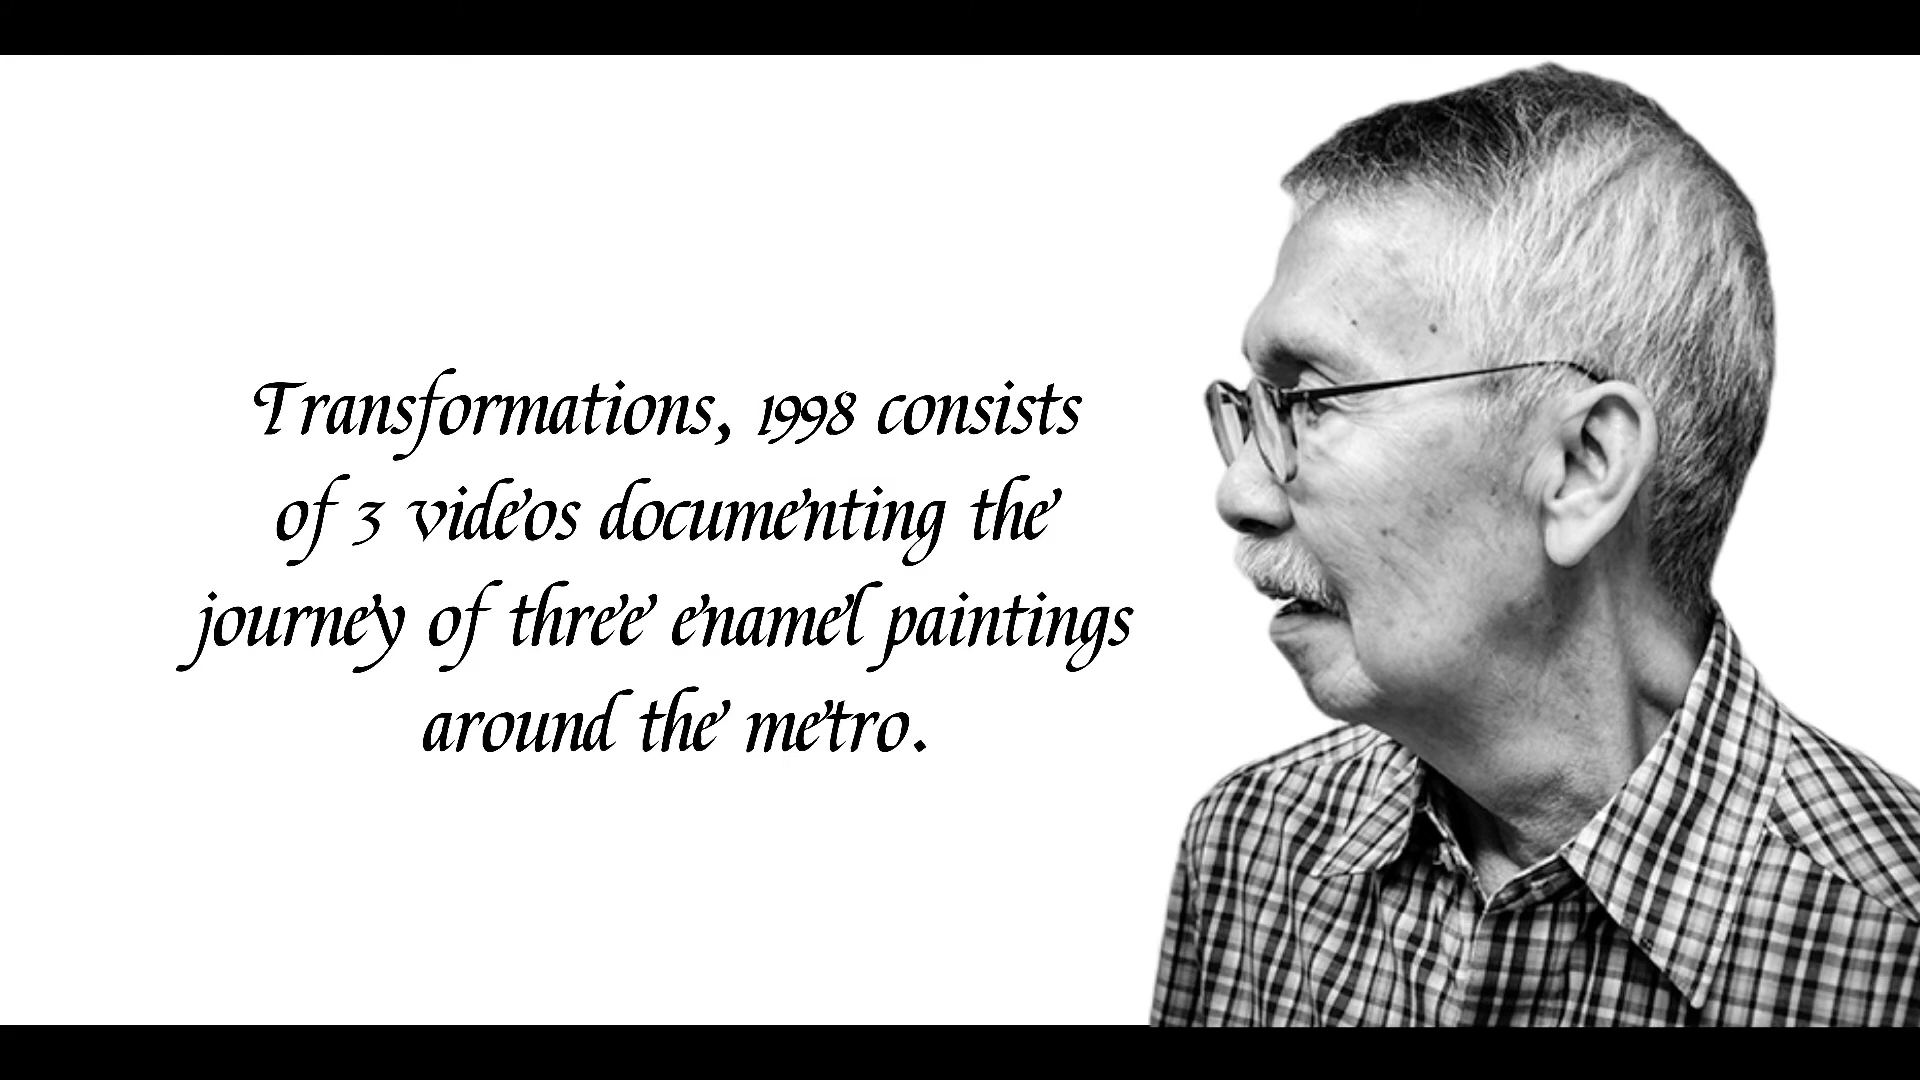 Transformations, 1998 consists
of 3 videos documenting the
journey of three enamel paintings
around the metro.